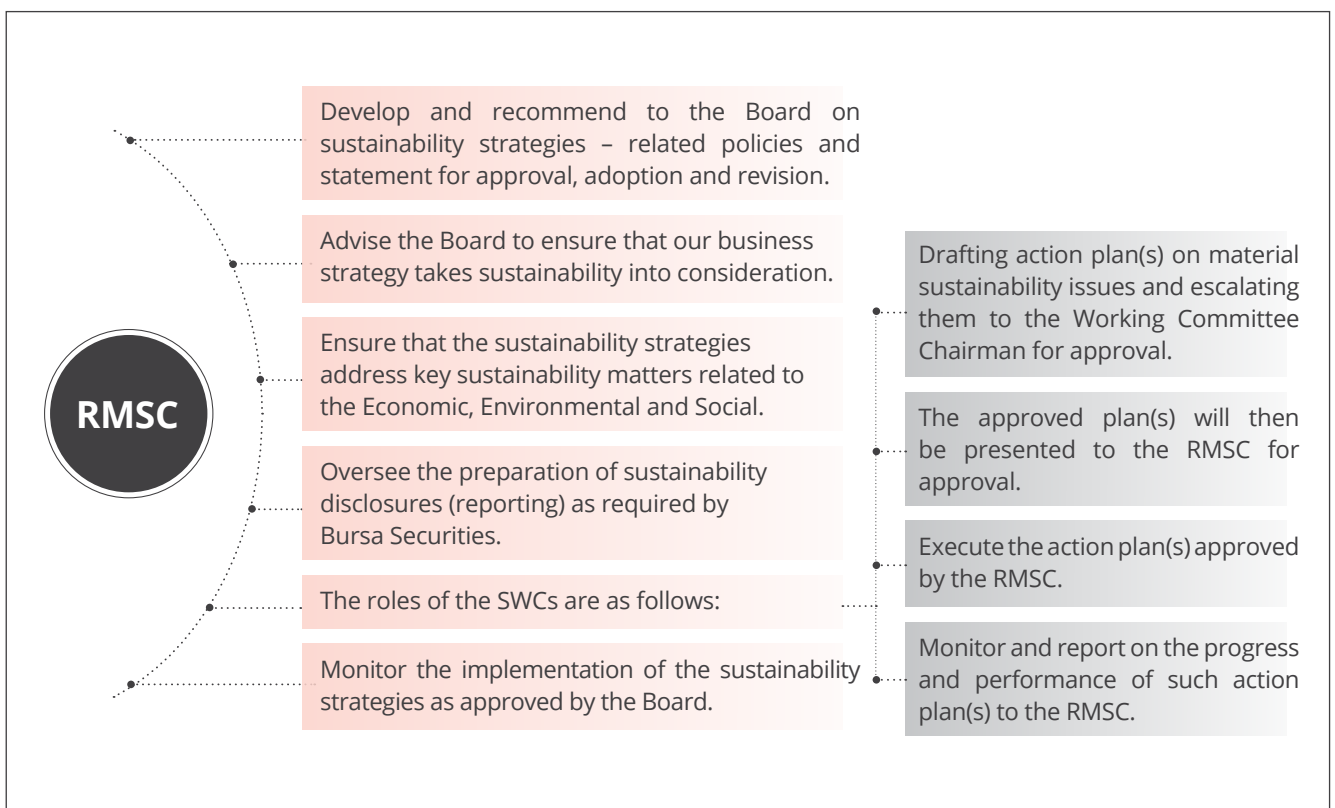 RMSC
Develop and recommend to the Board on
sustainability strategies – related policies and
statement for approval, adoption and revision.
Advise the Board to ensure that our business
strategy takes sustainability into consideration.
Ensure that the sustainability strategies
address key sustainability matters related to
the Economic, Environmental and Social.
Oversee the preparation of sustainability
disclosures (reporting) as required by
Bursa Securities.
The roles of the SWCs are as follows:
Monitor the implementation of the sustainability
strategies as approved by the Board.
Drafting action plan(s) on material
sustainability issues and escalating
them to the Working Committee
Chairman for approval.
The approved plan(s) will then
be presented to the RMSC for
approval.
Execute the action plan(s) approved
by the RMSC.
Monitor and report on the progress
and performance of such action
plan(s) to the RMSC.